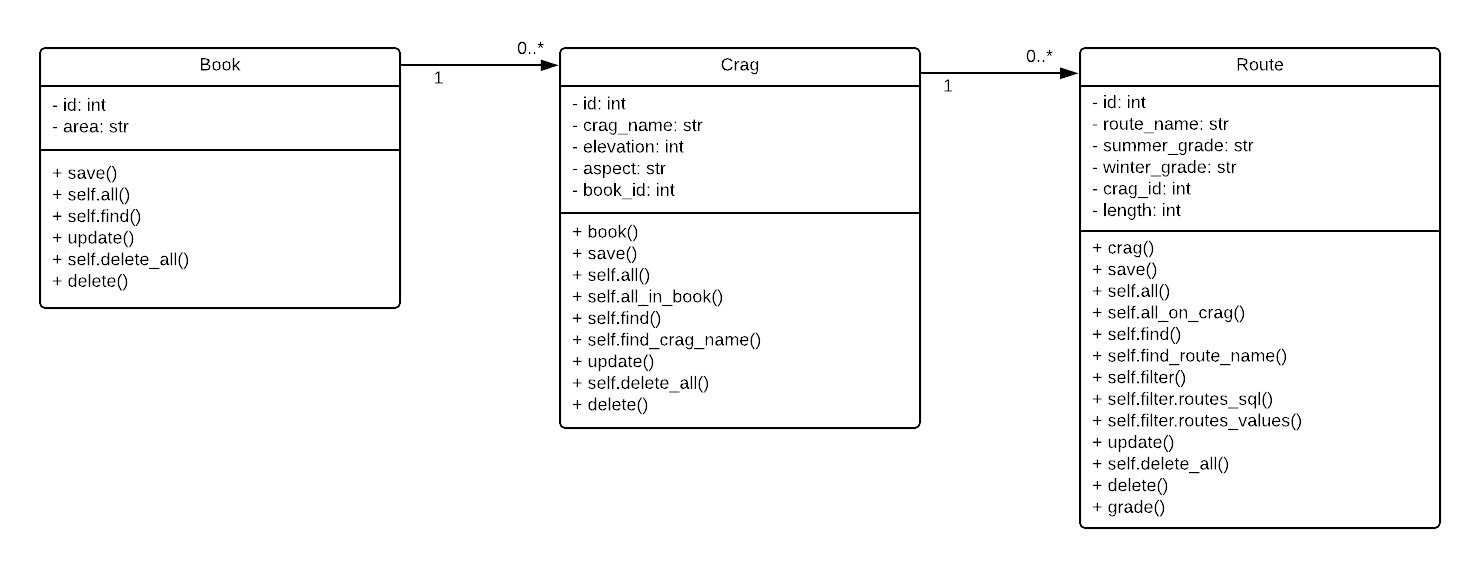 Book
- id: int
- area: str
+ save()
+ self.all()
+ self.find()
+ update()
+ self.delete_all()
+ delete()
0..*
1
Crag
- id: int
- crag_name: str
- elevation: int
- aspect: str
- book_id: int
+ book()
+ save()
+ self.all()
+ self.all_in_book()
+ self.find()
+ self.find_crag_name()
+ update()
+ self.delete_all()
+ delete()
0..*
1
Route
- id: int
- route_name: str
- summer_grade: str
- winter_grade: str
- crag_id: int
- length: int
+ crag()
+ save()
+ self.all()
+ self.all_on_crag()
+ self.find()
+ self.find_route_name()
+ self.filter()
+ self.filter.routes_sql()
+ self.filter.routes_values()
+ update()
+ self.delete_all()
+ delete()
+ grade()